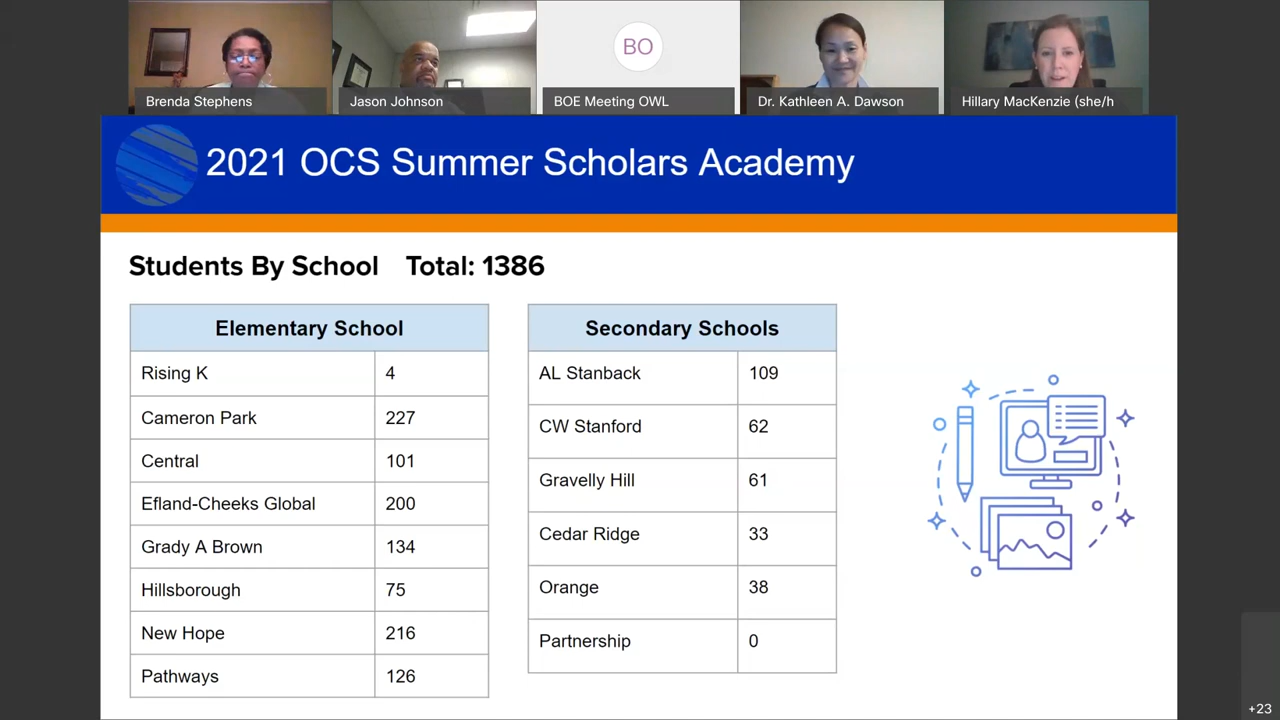 BO
Brenda Stephens
Jason Johnson
BOE Meeting OWL
Dr. Kathleen A. Dawson
Hillary MacKenzie (she/h
2021 OCS Summer Scholars Academy
Students By School Total: 1386
Elementary School
Rising K 4
Cameron Park 227
Central 101
Efland-Cheeks Global 200
Grady A Brown 134
Hillsborough 75
New Hope 216
Pathways 126
Secondary Schools
AL Stanback 109
CW Stanford 62
Gravelly Hill 61
Cedar Ridge 33
Orange 38
Partnership 0
+23